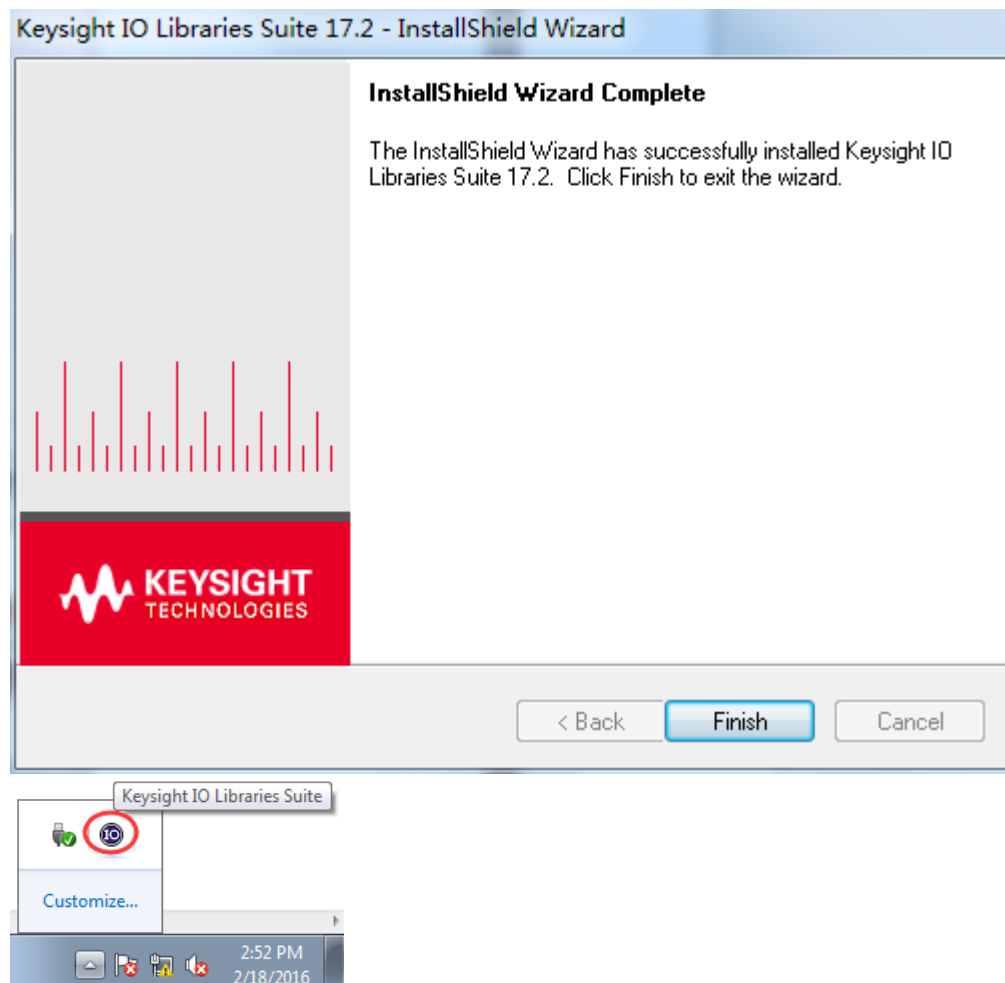 Keysight IO Libraries Suite 17.2 - InstallShield Wizard
InstallShield Wizard Complete
The InstallShield Wizard has successfully installed Keysight IO
Libraries Suite 17.2. Click Finish to exit the wizard.
KEYSIGHT
TECHNOLOGIES
< Back
Finish
Cancel
Keysight IO Libraries Suite
IO
Customize...
2:52 PM
2/18/2016